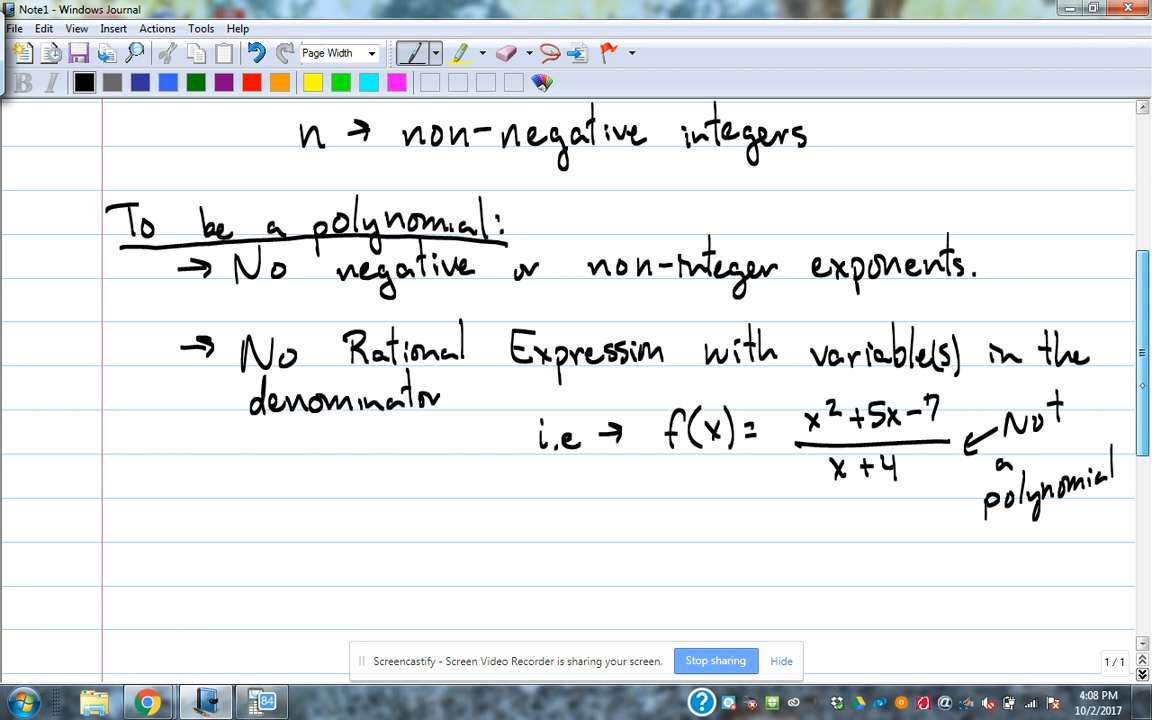 Note1 - Windows Journal
File Edit View Insert Actions Tools Help
Page Width
B I
n → non-negative integers
To be a polynomial:
→ No negative or non-integer exponents.
→ No Rational Expression with variable(s) in the
denominator
i.e → f(x) = x² + 5x - 7 / x + 4 ← Not
a
polynomial
Screencastify - Screen Video Recorder is sharing your screen. Stop sharing Hide
1 / 1
84
4:08 PM
10/2/2017